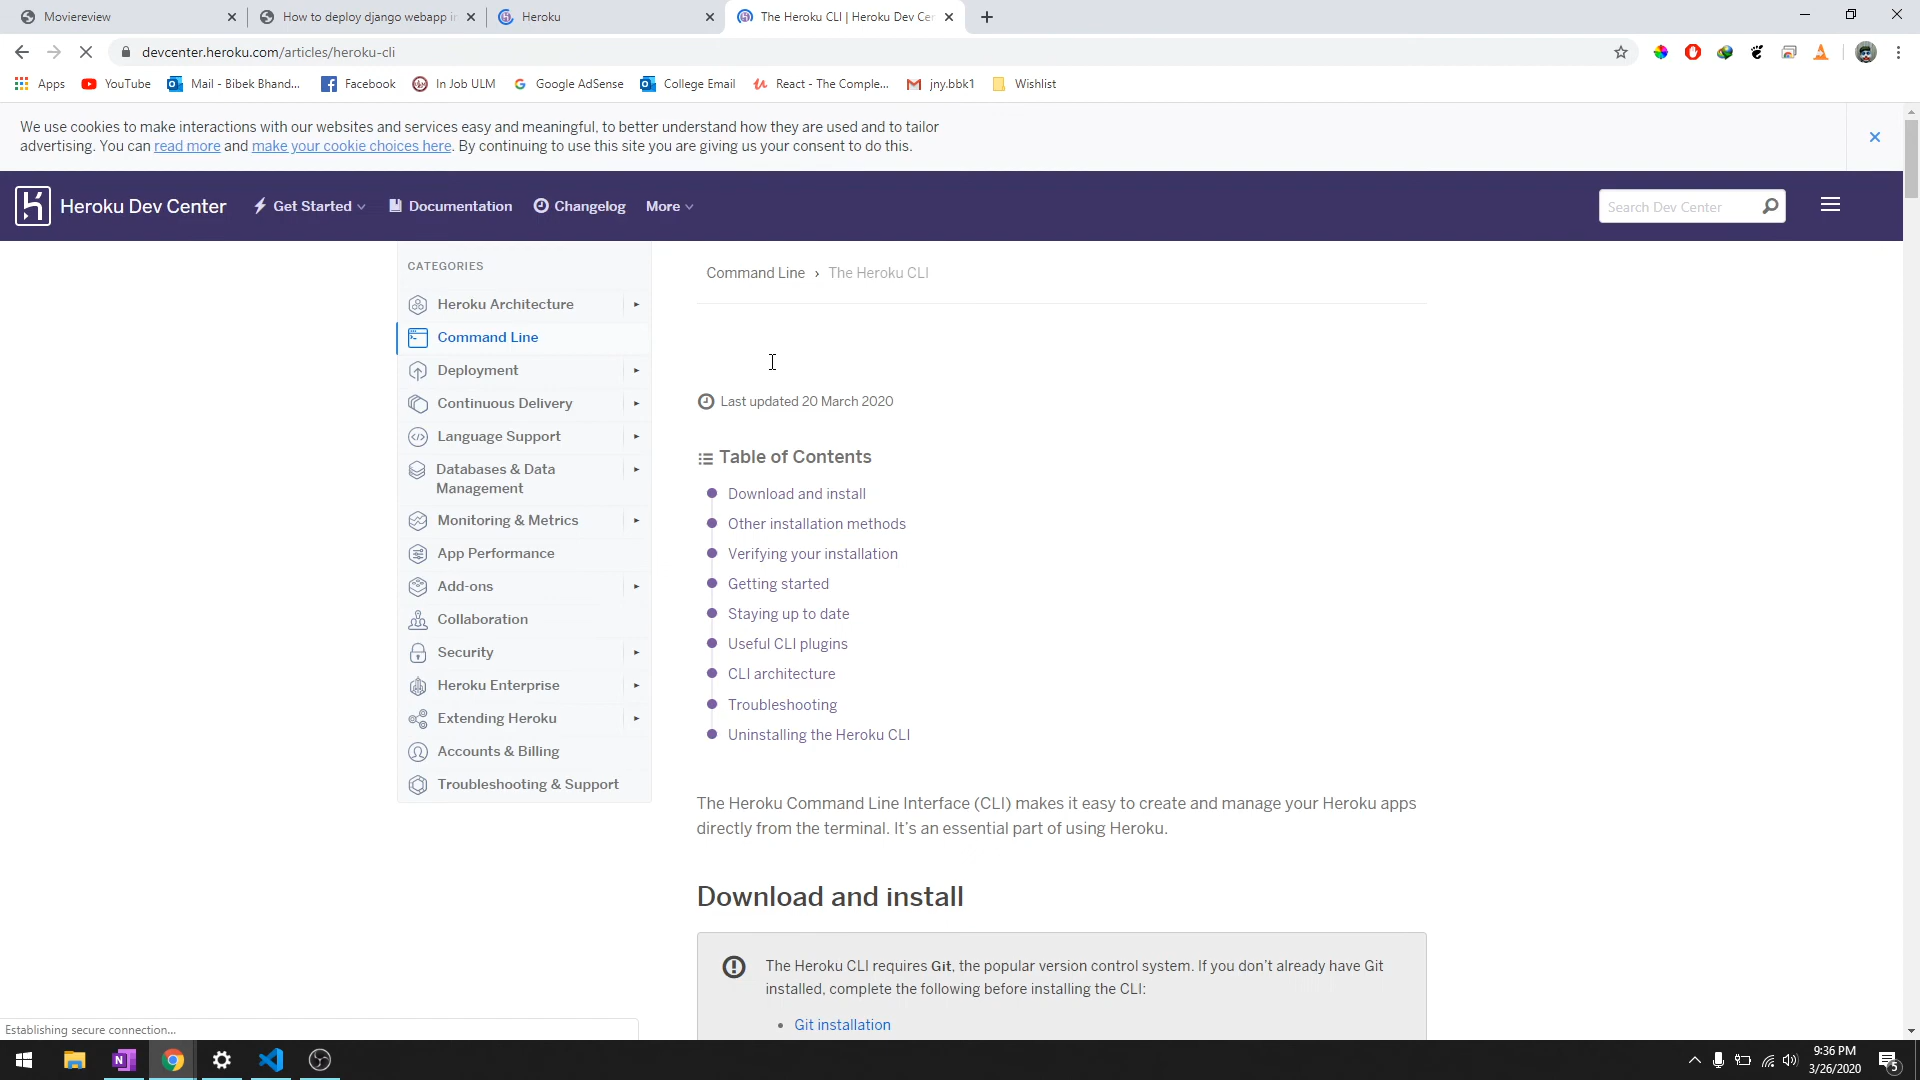 Moviereview
How to deploy django webapp in
Heroku
The Heroku CLI | Heroku Dev Cen
devcenter.heroku.com/articles/heroku-cli
Apps
YouTube
Mail - Bibek Bhand...
Facebook
In Job ULM
Google AdSense
College Email
React - The Comple...
jny.bbk1
Wishlist
We use cookies to make interactions with our websites and services easy and meaningful, to better understand how they are used and to tailor
advertising. You can read more and make your cookie choices here. By continuing to use this site you are giving us your consent to do this.
Heroku Dev Center
Get Started
Documentation
Changelog
More
Search Dev Center
CATEGORIES
Heroku Architecture
Command Line
Deployment
Continuous Delivery
Language Support
Databases & Data
Management
Monitoring & Metrics
App Performance
Add-ons
Collaboration
Security
Heroku Enterprise
Extending Heroku
Accounts & Billing
Troubleshooting & Support
Command Line › The Heroku CLI
Last updated 20 March 2020
Table of Contents
Download and install
Other installation methods
Verifying your installation
Getting started
Staying up to date
Useful CLI plugins
CLI architecture
Troubleshooting
Uninstalling the Heroku CLI
The Heroku Command Line Interface (CLI) makes it easy to create and manage your Heroku apps
directly from the terminal. It's an essential part of using Heroku.
Download and install
The Heroku CLI requires Git, the popular version control system. If you don't already have Git
installed, complete the following before installing the CLI:
• Git installation
Establishing secure connection...
9:36 PM
3/26/2020
5